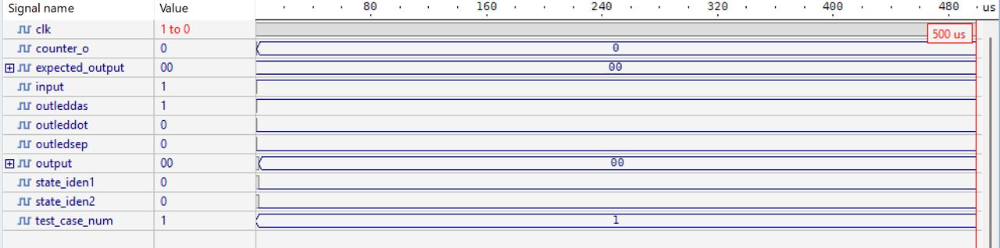 Signal name Value 80 160 240 320 400 480 us
clk 1 to 0 500 us
counter_o 0 0
expected_output 00 00
input 1
outleddas 1
outleddot 0
outledsep 0
output 00 00
state_iden1 0
state_iden2 0
test_case_num 1 1